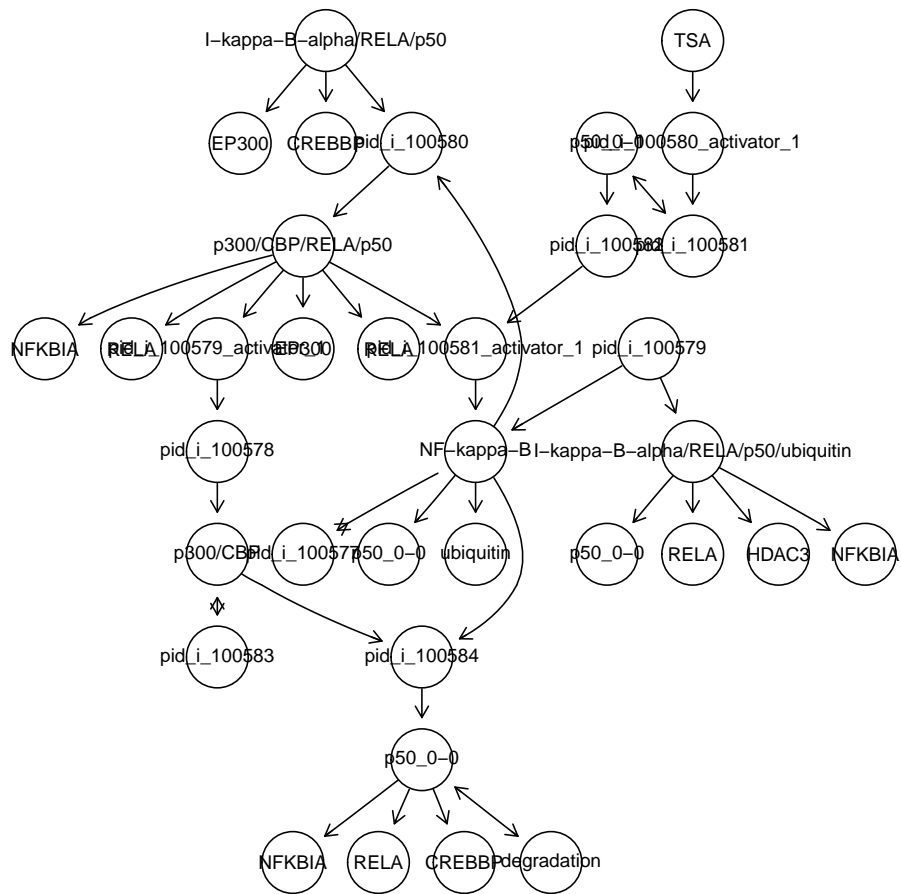 I−kappa−B−alpha/RELA/p50
TSA
EP300
CREBBP
pid_i_100580
p50_0−0
pid_i_100580_activator_1
p300/CBP/RELA/p50
pid_i_100582
pid_i_100581
NFKBIA
RELA
pid_i_100579_activator_1
EP300
RELA
pid_i_100581_activator_1
pid_i_100579
pid_i_100578
NF−kappa−B
I−kappa−B−alpha/RELA/p50/ubiquitin
p300/CBP
pid_i_100577
p50_0−0
ubiquitin
p50_0−0
RELA
HDAC3
NFKBIA
pid_i_100583
pid_i_100584
p50_0−0
NFKBIA
RELA
CREBBP
degradation